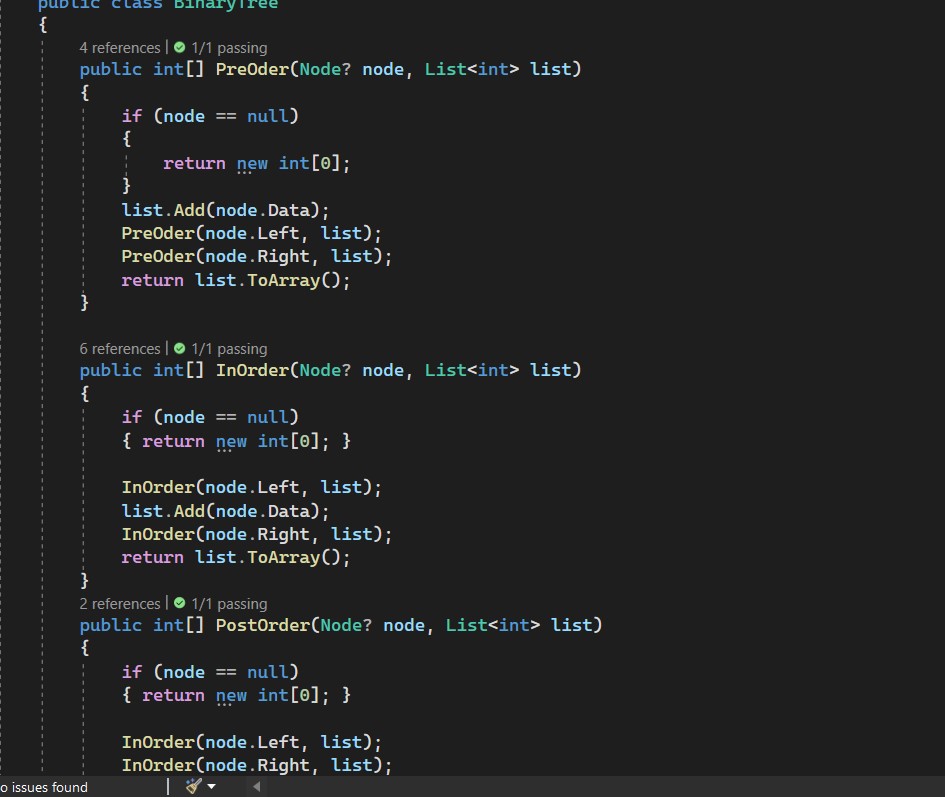 public class BinaryTree
{
4 references | 1/1 passing
public int[] PreOder(Node? node, List<int> list)
{
if (node == null)
{
return new int[0];
}
list.Add(node.Data);
PreOder(node.Left, list);
PreOder(node.Right, list);
return list.ToArray();
}
6 references | 1/1 passing
public int[] InOrder(Node? node, List<int> list)
{
if (node == null)
{ return new int[0]; }
InOrder(node.Left, list);
list.Add(node.Data);
InOrder(node.Right, list);
return list.ToArray();
}
2 references | 1/1 passing
public int[] PostOrder(Node? node, List<int> list)
{
if (node == null)
{ return new int[0]; }
InOrder(node.Left, list);
InOrder(node.Right, list);
o issues found